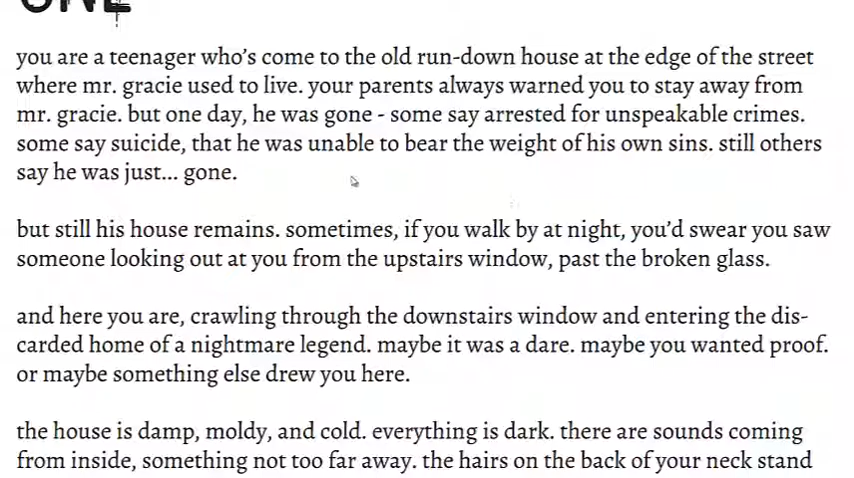 ONE
you are a teenager who's come to the old run-down house at the edge of the street
where mr. gracie used to live. your parents always warned you to stay away from
mr. gracie. but one day, he was gone - some say arrested for unspeakable crimes.
some say suicide, that he was unable to bear the weight of his own sins. still others
say he was just... gone.
but still his house remains. sometimes, if you walk by at night, you'd swear you saw
someone looking out at you from the upstairs window, past the broken glass.
and here you are, crawling through the downstairs window and entering the dis-
carded home of a nightmare legend. maybe it was a dare. maybe you wanted proof.
or maybe something else drew you here.
the house is damp, moldy, and cold. everything is dark. there are sounds coming
from inside, something not too far away. the hairs on the back of your neck stand